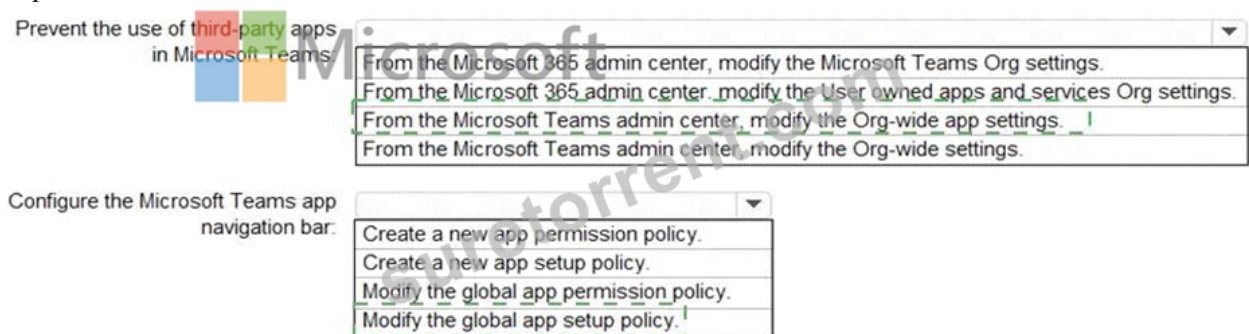 Prevent the use of third-party apps
in Microsoft Teams:
Microsoft
From the Microsoft 365 admin center, modify the Microsoft Teams Org settings.
From the Microsoft 365 admin center. modify the User owned apps and services Org settings.
From the Microsoft Teams admin center, modify the Org-wide app settings.
From the Microsoft Teams admin center, modify the Org-wide settings.
suretorrent.com
Configure the Microsoft Teams app
navigation bar:
Create a new app permission policy.
Create a new app setup policy.
Modify the global app permission policy.
Modify the global app setup policy.